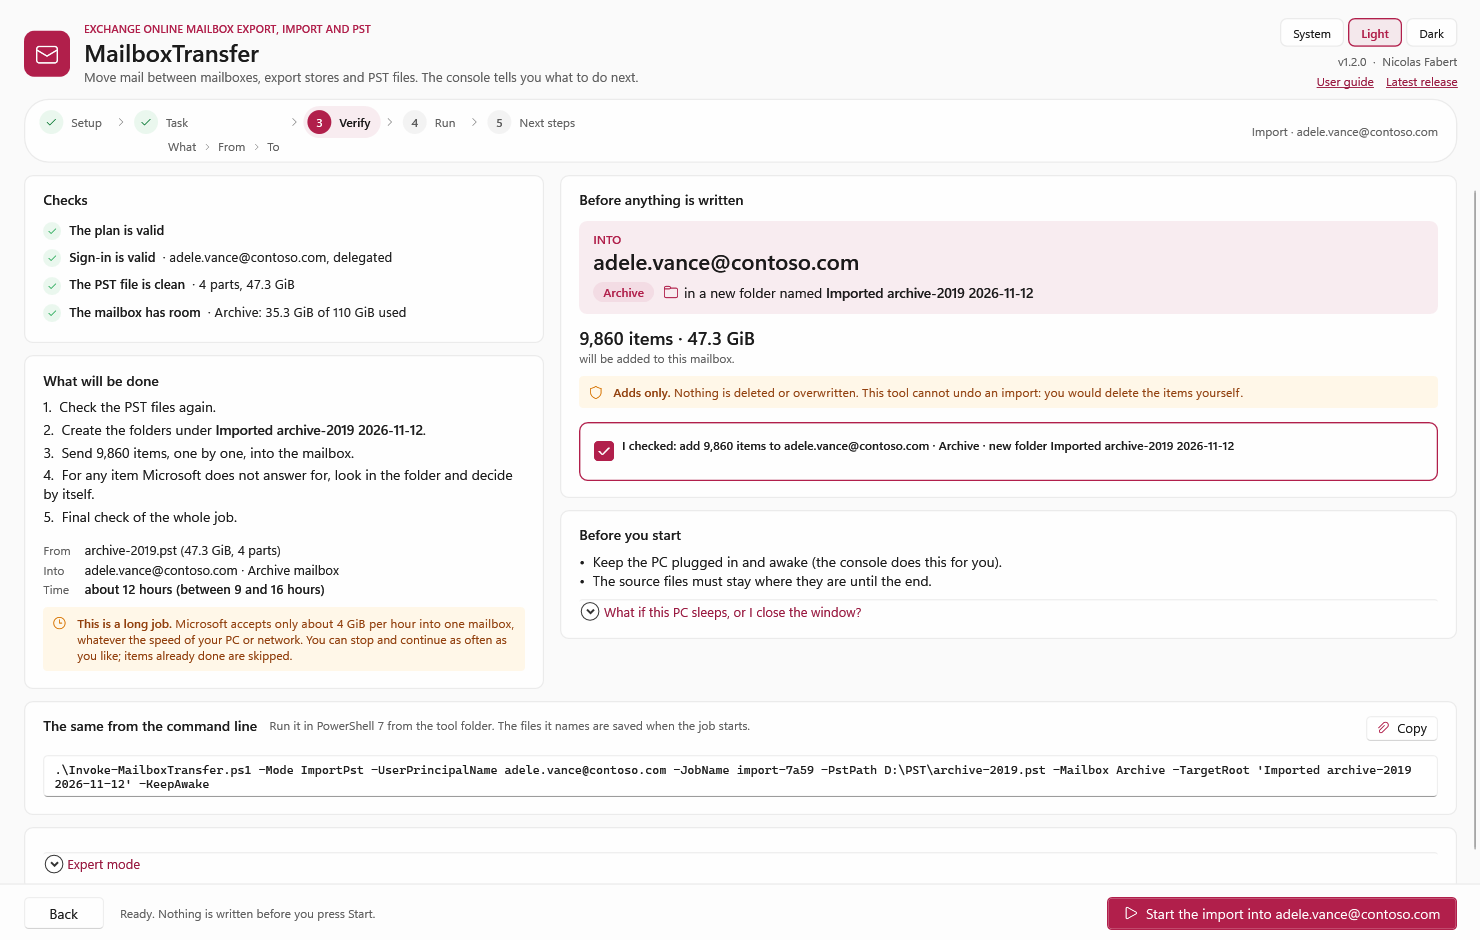 EXCHANGE ONLINE MAILBOX EXPORT, IMPORT AND PST
MailboxTransfer
Move mail between mailboxes, export stores and PST files. The console tells you what to do next.
System
Light
Dark
v1.2.0 · Nicolas Fabert
User guide
Latest release
Setup
Task
3 Verify
4 Run
5 Next steps
What
From
To
Import · adele.vance@contoso.com
Checks
The plan is valid
Sign-in is valid · adele.vance@contoso.com, delegated
The PST file is clean · 4 parts, 47.3 GiB
The mailbox has room · Archive: 35.3 GiB of 110 GiB used
What will be done
1. Check the PST files again.
2. Create the folders under Imported archive-2019 2026-11-12.
3. Send 9,860 items, one by one, into the mailbox.
4. For any item Microsoft does not answer for, look in the folder and decide
by itself.
5. Final check of the whole job.
From archive-2019.pst (47.3 GiB, 4 parts)
Into adele.vance@contoso.com · Archive mailbox
Time about 12 hours (between 9 and 16 hours)
This is a long job. Microsoft accepts only about 4 GiB per hour into one mailbox,
whatever the speed of your PC or network. You can stop and continue as often as
you like; items already done are skipped.
Before anything is written
INTO
adele.vance@contoso.com
Archive in a new folder named Imported archive-2019 2026-11-12
9,860 items · 47.3 GiB
will be added to this mailbox.
Adds only. Nothing is deleted or overwritten. This tool cannot undo an import: you would delete the items yourself.
I checked: add 9,860 items to adele.vance@contoso.com · Archive · new folder Imported archive-2019 2026-11-12
Before you start
• Keep the PC plugged in and awake (the console does this for you).
• The source files must stay where they are until the end.
What if this PC sleeps, or I close the window?
The same from the command line
Run it in PowerShell 7 from the tool folder. The files it names are saved when the job starts.
Copy
.\Invoke-MailboxTransfer.ps1 -Mode ImportPst -UserPrincipalName adele.vance@contoso.com -JobName import-7a59 -PstPath D:\PST\archive-2019.pst -Mailbox Archive -TargetRoot 'Imported archive-2019
2026-11-12' -KeepAwake
Expert mode
Back
Ready. Nothing is written before you press Start.
Start the import into adele.vance@contoso.com